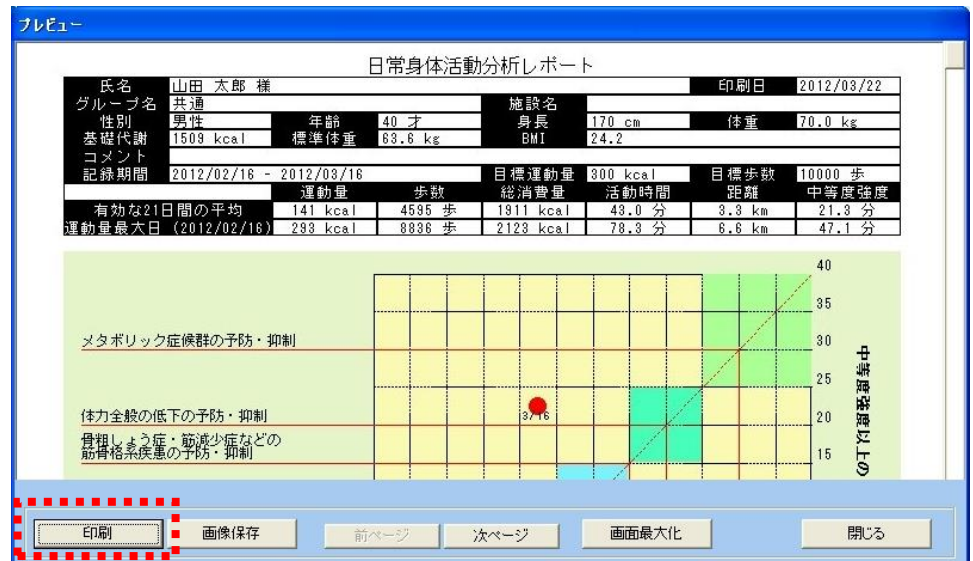 プレビュー
日常身体活動分析レポート
氏名 山田 太郎 様 印刷日 2012/03/22
グループ名 共通 施設名
性別 男性 年齢 40 才 身長 170 cm 体重 70.0 kg
基礎代謝 1509 kcal 標準体重 63.6 kg BMI 24.2
コメント
記録期間 2012/02/16 - 2012/03/16 目標運動量 300 kcal 目標歩数 10000 歩
運動量 歩数 総消費量 活動時間 距離 中等度強度
有効な21日間の平均 141 kcal 4595 歩 1911 kcal 43.0 分 3.3 km 21.3 分
運動量最大日 (2012/02/16) 293 kcal 8836 歩 2123 kcal 78.3 分 6.6 km 47.1 分
40
35
メタボリック症候群の予防・抑制 30
25
体力全般の低下の予防・抑制 3/16 20
骨粗しょう症・筋減少症などの
筋骨格系疾患の予防・抑制 15
中等度強度以上の
印刷 画像保存 前ページ 次ページ 画面最大化 閉じる